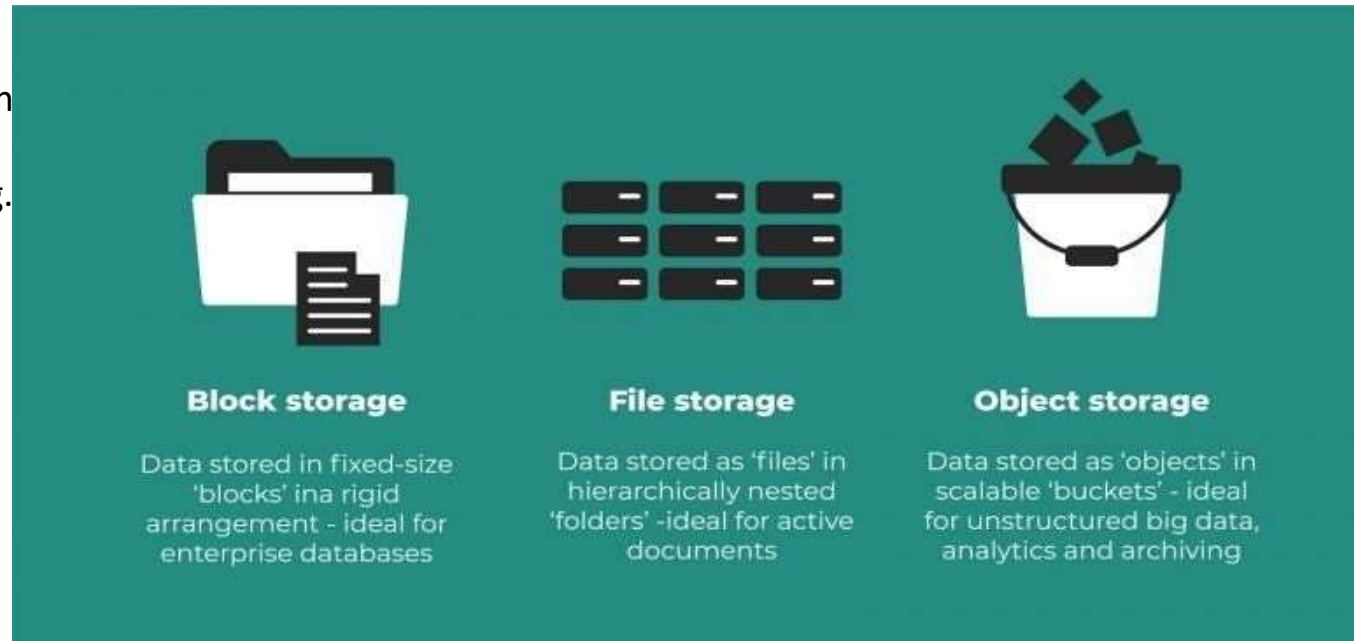 n
g.
Block storage
Data stored in fixed-size
'blocks' ina rigid
arrangement - ideal for
enterprise databases
File storage
Data stored as 'files' in
hierarchically nested
'folders' -ideal for active
documents
Object storage
Data stored as 'objects' in
scalable 'buckets' - ideal
for unstructured big data,
analytics and archiving